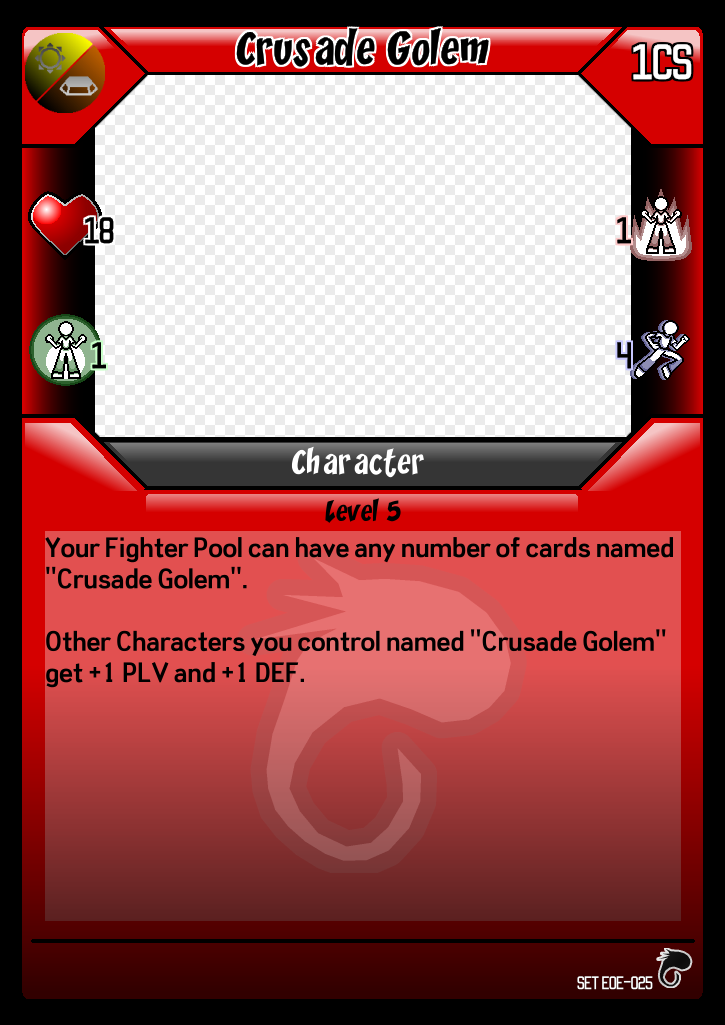 Crusade Golem
1CS
18
1
1
4
Character
Level 5
Your Fighter Pool can have any number of cards named
"Crusade Golem".
Other Characters you control named "Crusade Golem"
get +1 PLV and +1 DEF.
SET EOE-025